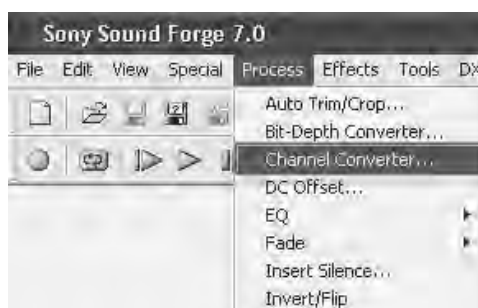 Sony Sound Forge 7.0
File Edit View Special Process Effects Tools DX
Auto Trim/Crop...
Bit-Depth Converter...
Channel Converter...
DC Offset...
EQ
Fade
Insert Silence...
Invert/Flip